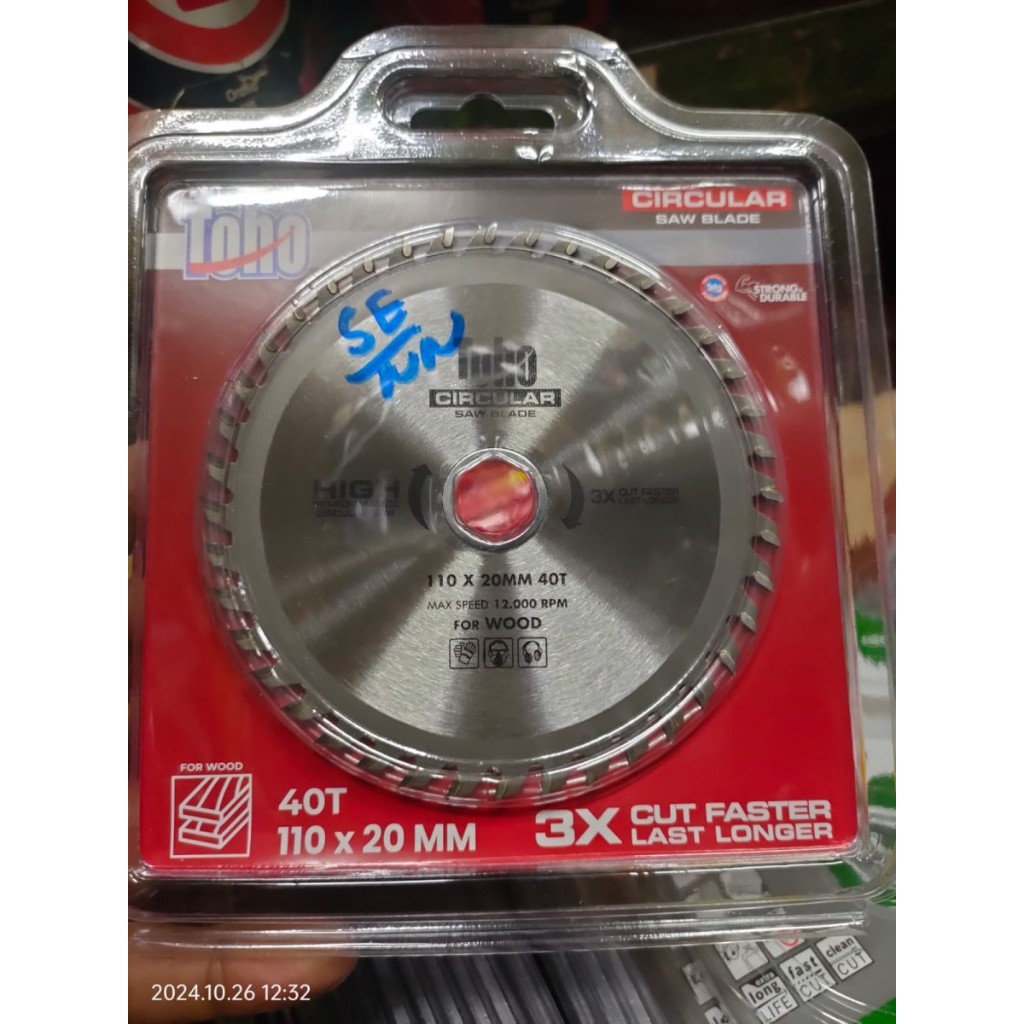 Toho
CIRCULAR
SAW BLADE
STRONG &
DURABLE
SE
TUN
Toho
CIRCULAR
SAW BLADE
HIGH
3X CUT FASTER
LAST LONGER
110 X 20MM 40T
MAX SPEED 12.000 RPM
FOR WOOD
FOR WOOD
40T
110 x 20 MM
3X CUT FASTER
LAST LONGER
extra long LIFE
fast CUT
clean CUT
2024.10.26 12:32